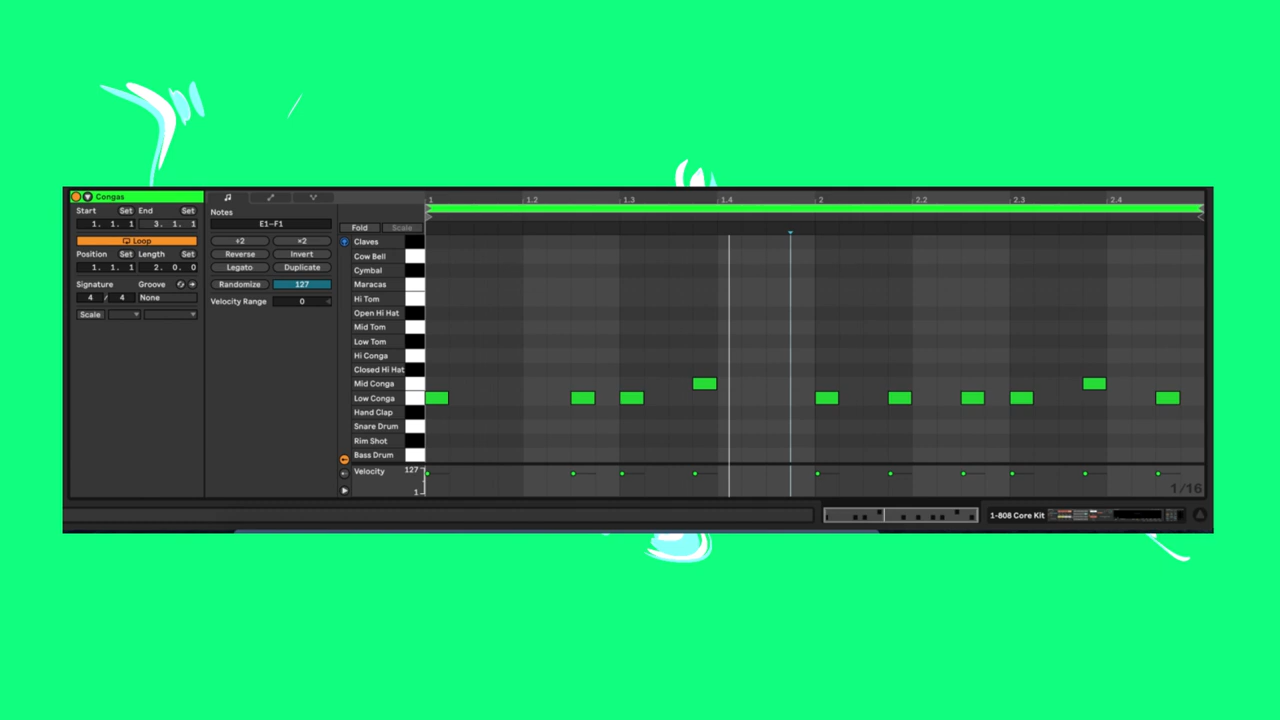 Congas
Start Set End Set
1. 1. 1 3. 1. 1
Loop
Position Set Length Set
1. 1. 1 2. 0. 0
Signature Groove
4 / 4 None
Scale
Notes
E1–F1
÷2 ×2
Reverse Invert
Legato Duplicate
Randomize 127
Velocity Range 0
Fold Scale
1 1.2 1.3 1.4 2 2.2 2.3 2.4
Claves
Cow Bell
Cymbal
Maracas
Hi Tom
Open Hi Hat
Mid Tom
Low Tom
Hi Conga
Closed Hi Hat
Mid Conga
Low Conga
Hand Clap
Snare Drum
Rim Shot
Bass Drum
Velocity 127
1
1/16
1-808 Core Kit